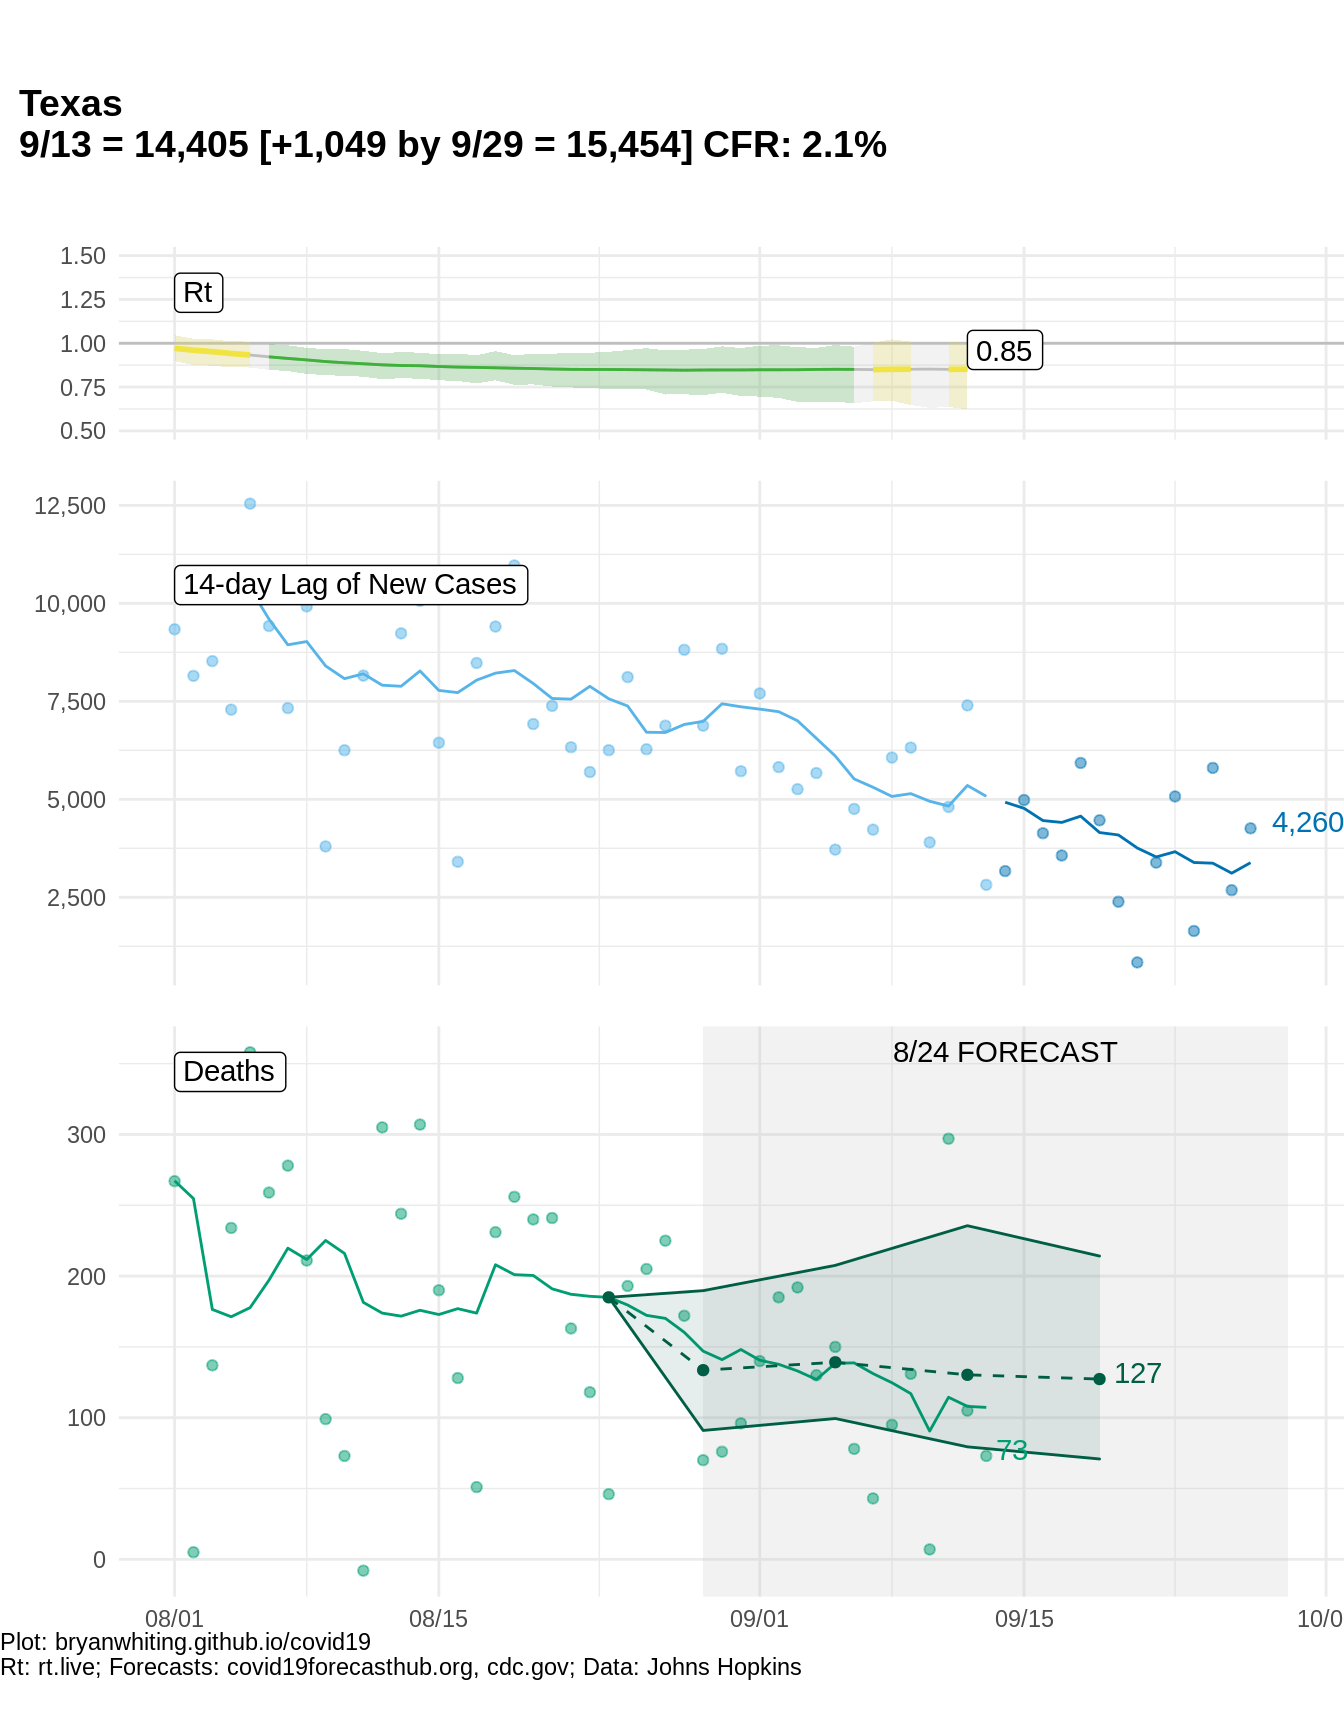 Texas
9/13 = 14,405 [+1,049 by 9/29 = 15,454] CFR: 2.1%
1.50
Rt
1.25
1.00
0.85
0.75
0.50
12,500
14-day Lag of New Cases
10,000
7,500
5,000
4,260
2,500
8/24 FORECAST
Deaths
300
200
127
100
73
0
08/01 08/15 09/01 09/15 10/0
Plot: bryanwhiting.github.io/covid19
Rt: rt.live; Forecasts: covid19forecasthub.org, cdc.gov; Data: Johns Hopkins